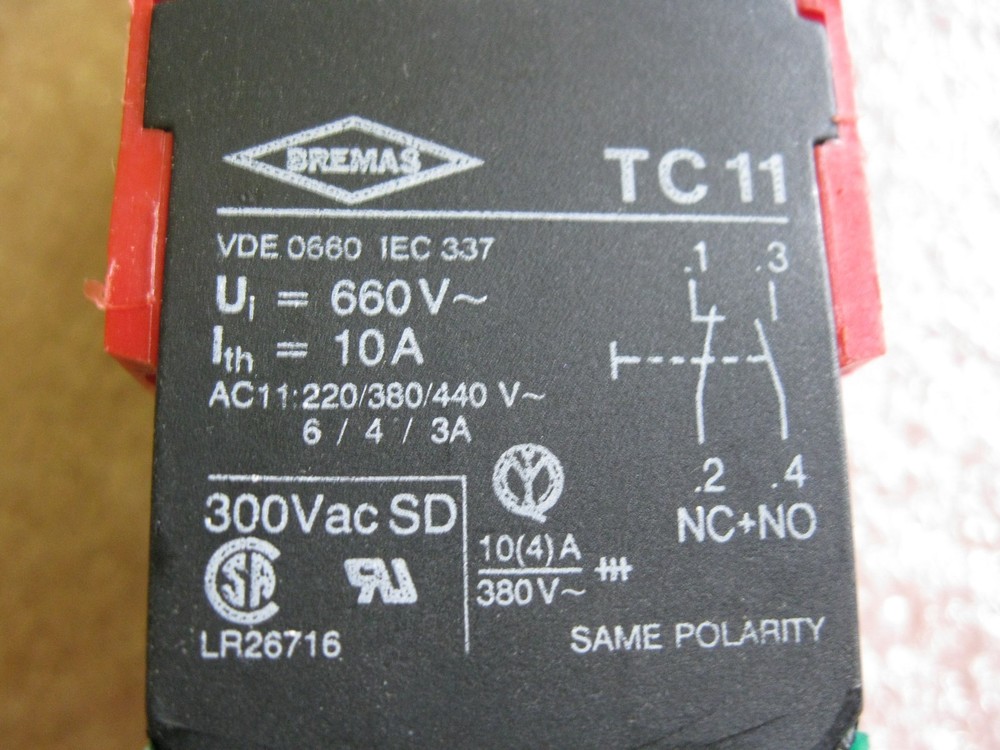 BREMAS
TC 11
VDE 0660 IEC 337
Ui = 660V~
Ith = 10A
AC11:220/380/440 V~
6 / 4 / 3A
.1 .3
.2 .4
NC+NO
300Vac SD
10(4)A
380V~
SA
LR26716
SAME POLARITY